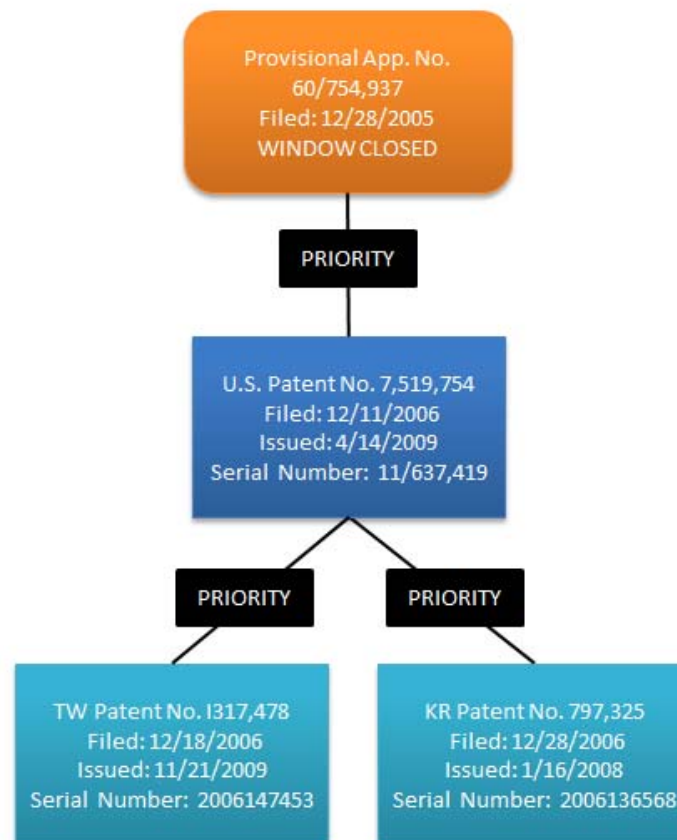 Provisional App. No.
60/754,937
Filed: 12/28/2005
WINDOW CLOSED
PRIORITY
U.S. Patent No. 7,519,754
Filed: 12/11/2006
Issued: 4/14/2009
Serial Number: 11/637,419
PRIORITY
PRIORITY
TW Patent No. I317,478
Filed: 12/18/2006
Issued: 11/21/2009
Serial Number: 2006147453
KR Patent No. 797,325
Filed: 12/28/2006
Issued: 1/16/2008
Serial Number: 2006136568